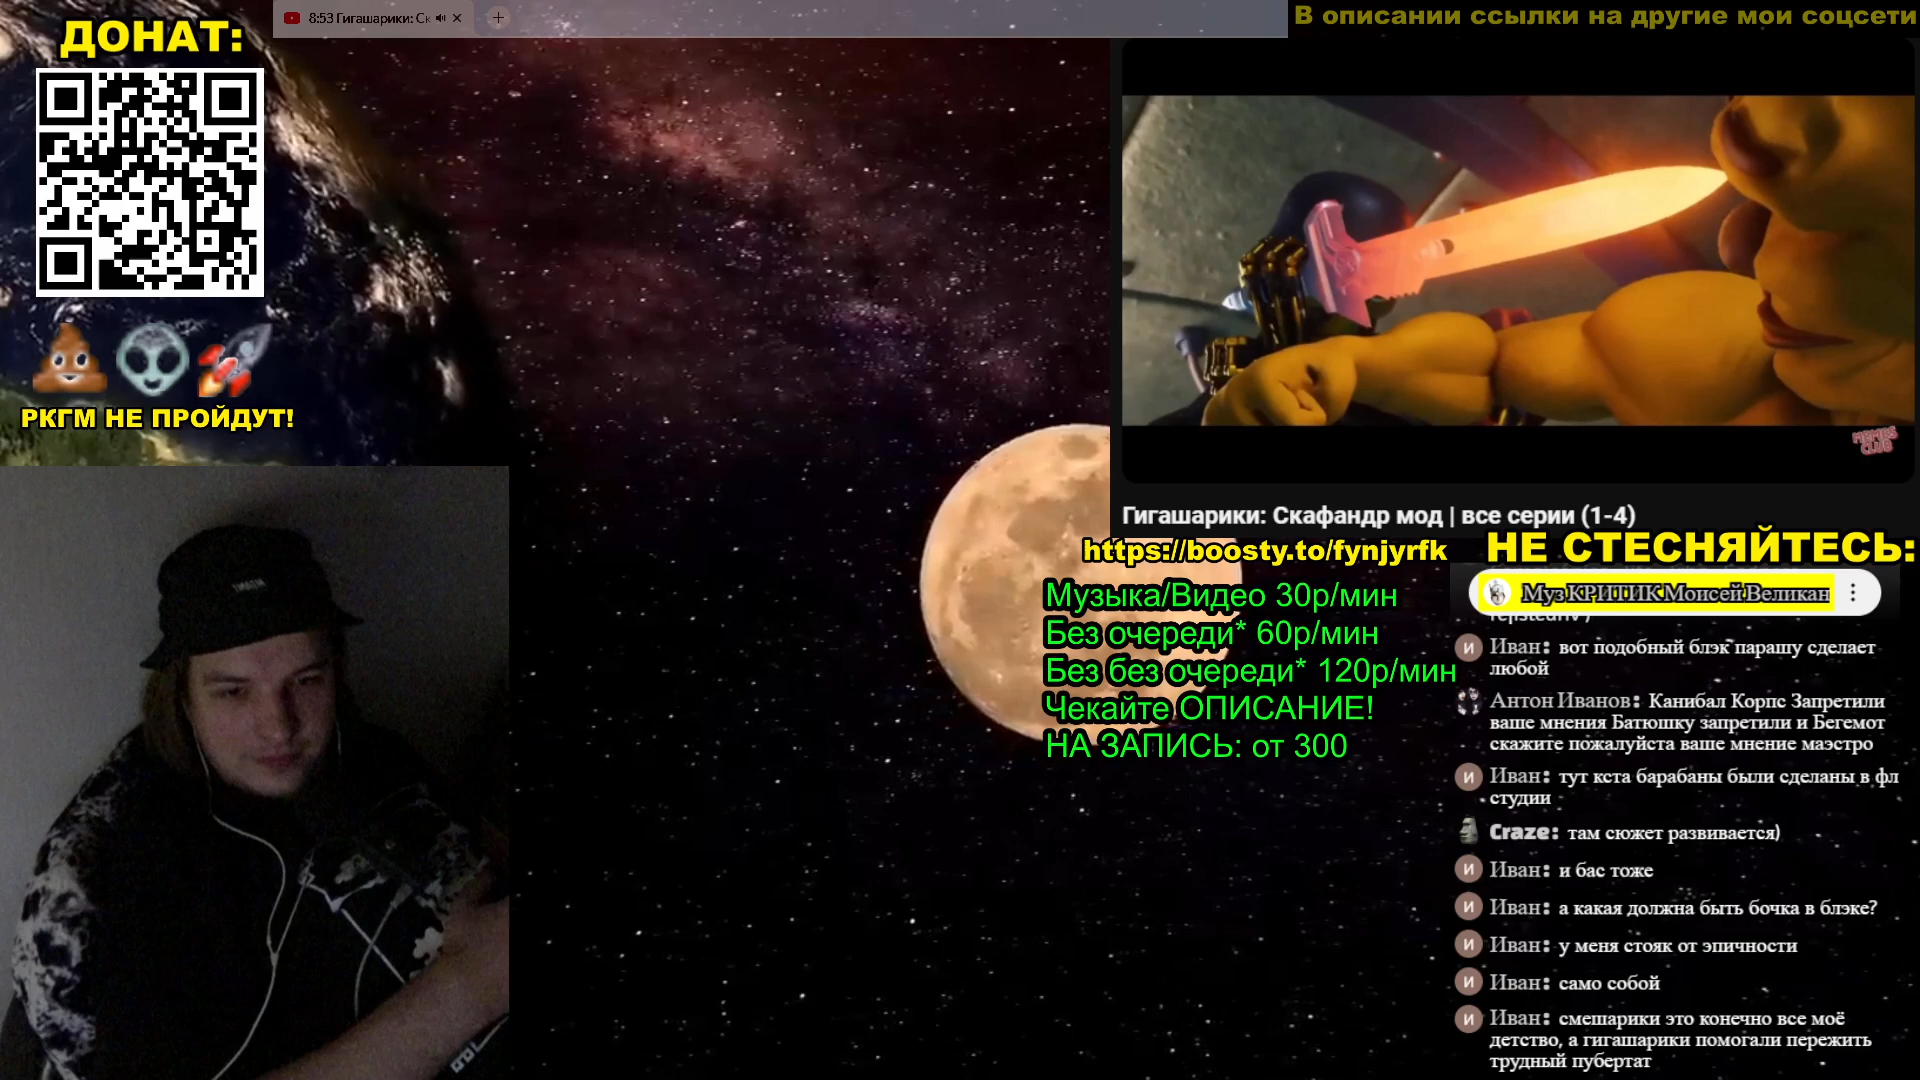 8:53 Гигашарики: Ск
В описании ссылки на другие мои соцсети
ДОНАТ:
РКГМ НЕ ПРОЙДУТ!
MEMES
CLUB
Гигашарики: Скафандр мод | все серии (1-4)
https://boosty.to/fynjyrfk
НЕ СТЕСНЯЙТЕСЬ:
Музыка/Видео 30р/мин
Без очереди* 60р/мин
Без без очереди* 120р/мин
Чекайте ОПИСАНИЕ!
НА ЗАПИСЬ: от 300
Муз КРИТИК Моисей Великан
Иван: вот подобный блэк парашу сделает
любой
Антон Иванов: Канибал Корпс Запретили
ваше мнения Батюшку запретили и Бегемот
скажите пожалуйста ваше мнение маэстро
Иван: тут кста барабаны были сделаны в фл
студии
Craze: там сюжет развивается)
Иван: и бас тоже
Иван: а какая должна быть бочка в блэке?
Иван: у меня стояк от эпичности
Иван: само собой
Иван: смешарики это конечно все моё
детство, а гигашарики помогали пережить
трудный пубертат